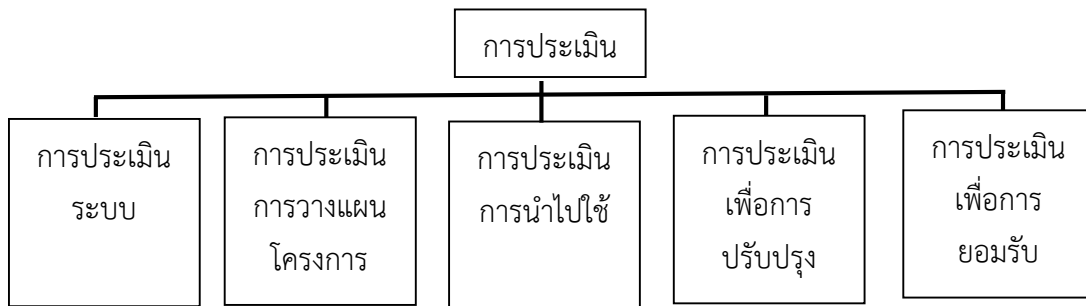 การประเมิน
การประเมิน
ระบบ
การประเมิน
การวางแผน
โครงการ
การประเมิน
การนำไปใช้
การประเมิน
เพื่อการ
ปรับปรุง
การประเมิน
เพื่อการ
ยอมรับ